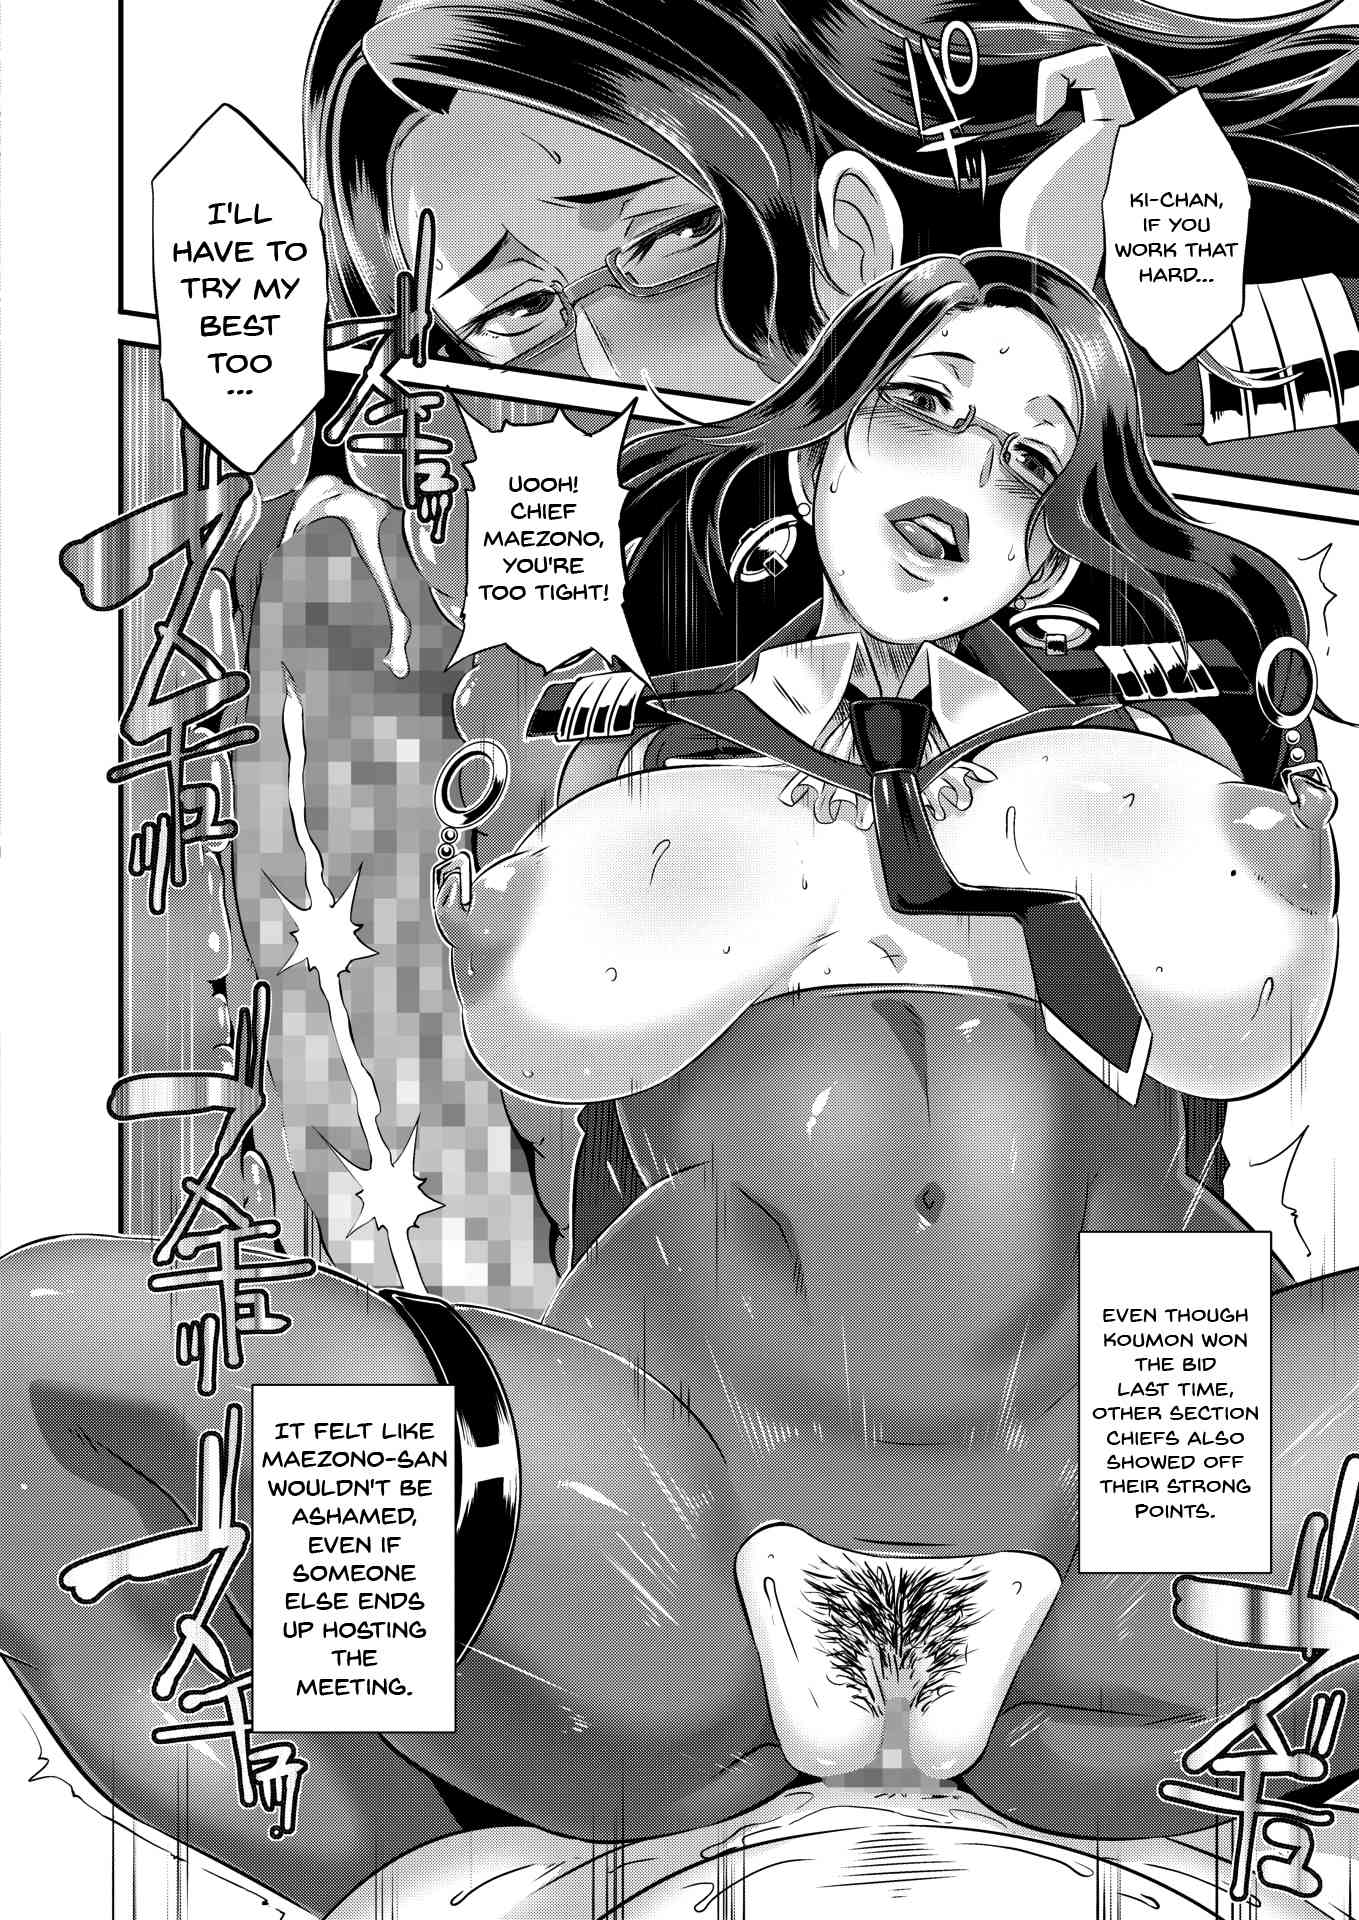 KI-CHAN,
IF YOU
WORK THAT
HARD...
I'LL
HAVE TO
TRY MY
BEST
TOO
...
UOOH!
CHIEF
MAEZONO,
YOU'RE
TOO TIGHT!
EVEN THOUGH
KOUMON WON
THE BID
LAST TIME,
OTHER SECTION
CHIEFS ALSO
SHOWED OFF
THEIR STRONG
POINTS.
IT FELT LIKE
MAEZONO-SAN
WOULDN'T BE
ASHAMED,
EVEN IF
SOMEONE
ELSE ENDS
UP HOSTING
THE
MEETING.